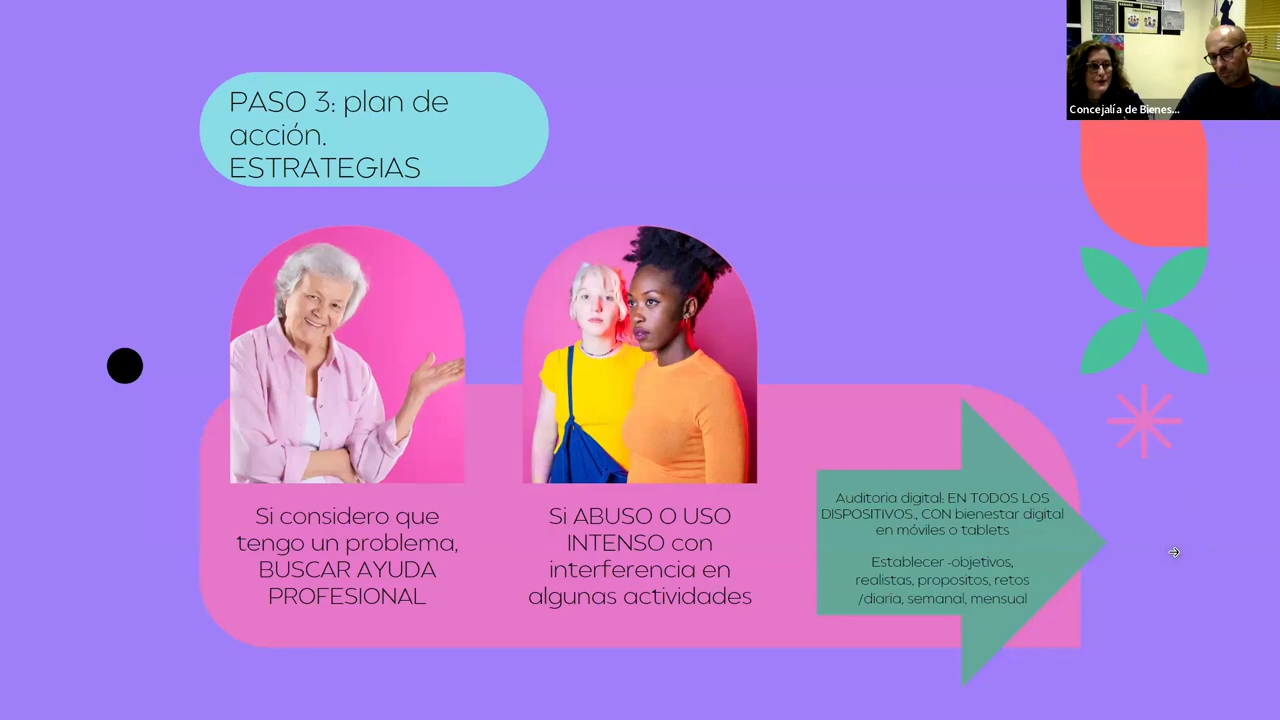 PASO 3: plan de
acción.
ESTRATEGIAS
Concejalía de Bienes...
Si considero que
tengo un problema,
BUSCAR AYUDA
PROFESIONAL
Si ABUSO O USO
INTENSO con
interferencia en
algunas actividades
Auditoria digital: EN TODOS LOS
DISPOSITIVOS., CON bienestar digital
en móviles o tablets
Establecer -objetivos,
realistas, propositos, retos
/diaria, semanal, mensual